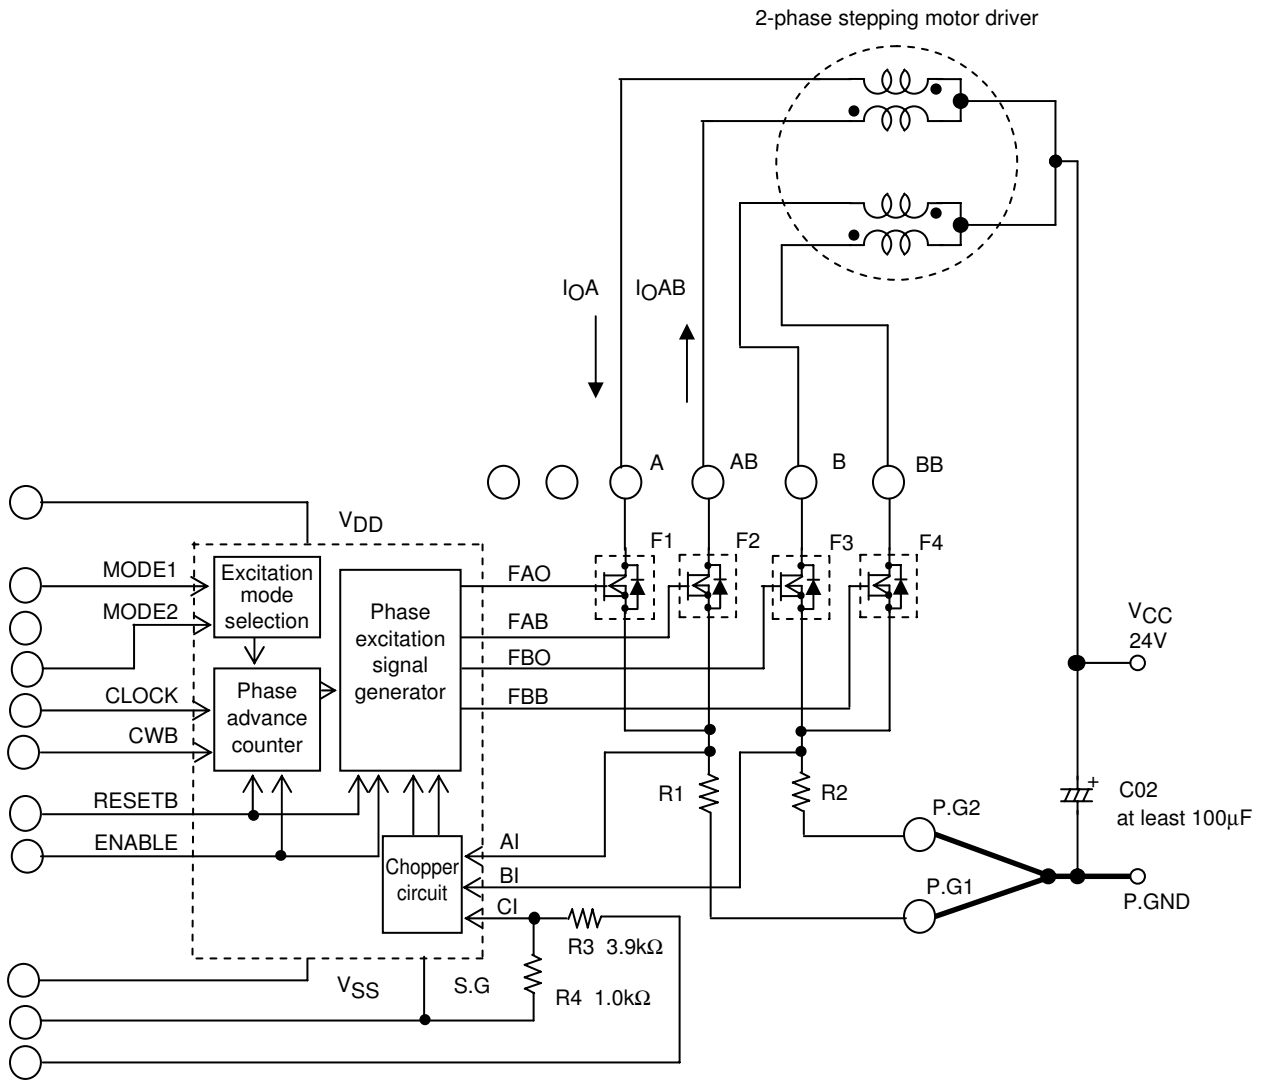 2-phase stepping motor driver
IOA
IOAB
A
AB
B
BB
VDD
F1
F2
F3
F4
MODE1
MODE2
CLOCK
CWB
RESETB
ENABLE
Excitation
mode
selection
Phase
advance
counter
Phase
excitation
signal
generator
FAO
FAB
FBO
FBB
VCC
24V
R1
R2
P.G2
C02
at least 100μF
+
AI
BI
CI
Chopper
circuit
P.G1
P.GND
R3 3.9kΩ
R4 1.0kΩ
VSS
S.G